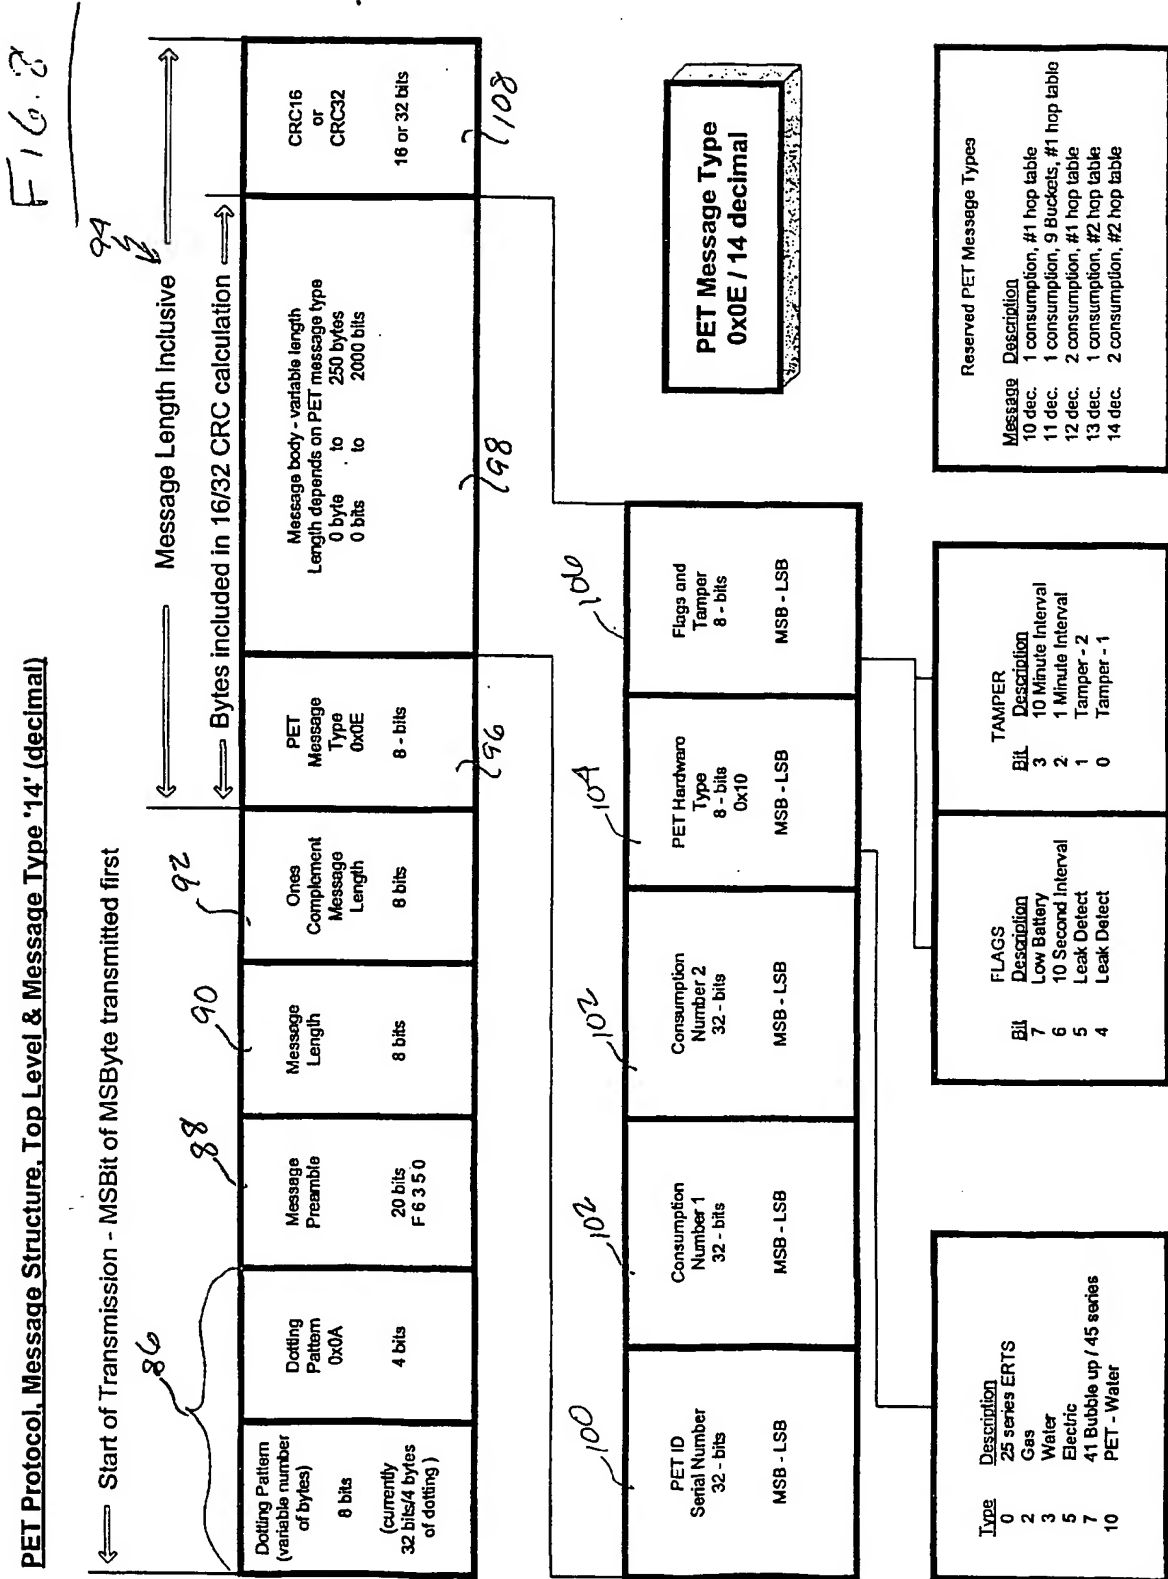 FIG. 8
PET Protocol, Message Structure, Top Level & Message Type '14' (decimal)
Start of Transmission - MSBit of MSByte transmitted first
94
Message Length Inclusive
Bytes included in 16/32 CRC calculation
86
88
90
92
Dotting Pattern
(variable number
of bytes)
8 bits
(currently
32 bits/4 bytes
of dotting )
Dotting
Pattern
0x0A
4 bits
Message
Preamble
20 bits
F 6 3 5 0
Message
Length
8 bits
Ones
Complement
Message
Length
8 bits
PET
Message
Type
0x0E
8 - bits
Message body - variable length
Length depends on PET message type
0 byte to 250 bytes
0 bits to 2000 bits
CRC16
or
CRC32
16 or 32 bits
96
98
108
100
102
102
104
106
PET ID
Serial Number
32 - bits
MSB - LSB
Consumption
Number 1
32 - bits
MSB - LSB
Consumption
Number 2
32 - bits
MSB - LSB
PET Hardware
Type
8 - bits
0x10
MSB - LSB
Flags and
Tamper
8 - bits
MSB - LSB
PET Message Type
0x0E / 14 decimal
Type Description
0 25 series ERTS
2 Gas
3 Water
5 Electric
7 41 Bubble up / 45 series
10 PET - Water
FLAGS
Bit Description
7 Low Battery
6 10 Second Interval
5 Leak Detect
4 Leak Detect
TAMPER
Bit Description
3 10 Minute Interval
2 1 Minute Interval
1 Tamper - 2
0 Tamper - 1
Reserved PET Message Types
Message Description
10 dec. 1 consumption, #1 hop table
11 dec. 1 consumption, 9 Buckets, #1 hop table
12 dec. 2 consumption, #1 hop table
13 dec. 1 consumption, #2 hop table
14 dec. 2 consumption, #2 hop table